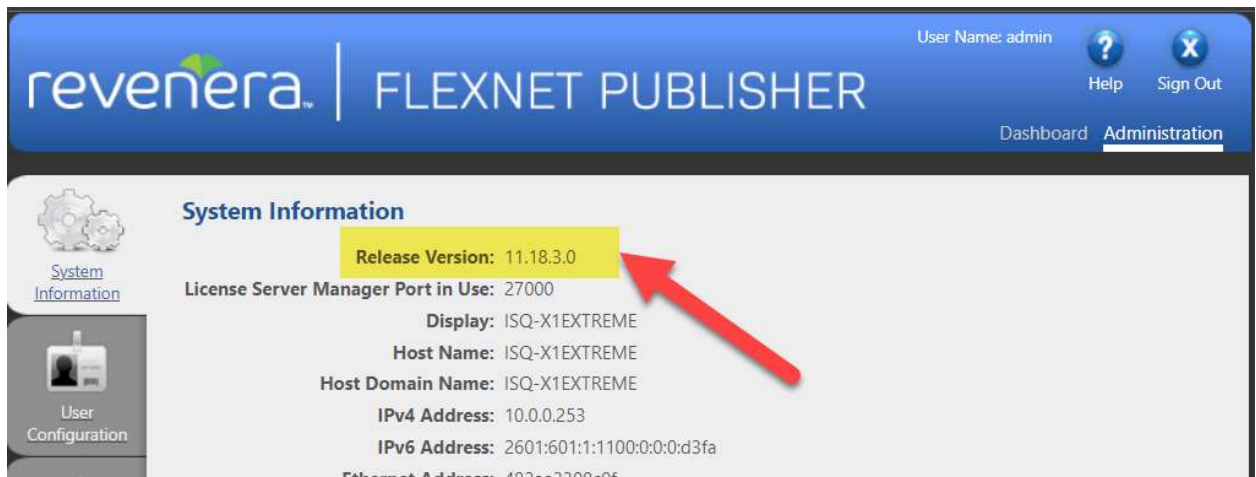 User Name: admin
revenera™ | FLEXNET PUBLISHER
Help Sign Out
Dashboard Administration
System Information
System
Information
Release Version: 11.18.3.0
License Server Manager Port in Use: 27000
Display: ISQ-X1EXTREME
Host Name: ISQ-X1EXTREME
Host Domain Name: ISQ-X1EXTREME
IPv4 Address: 10.0.0.253
User
Configuration
IPv6 Address: 2601:601:1:1100:0:0:0:d3fa
Ethernet Address: